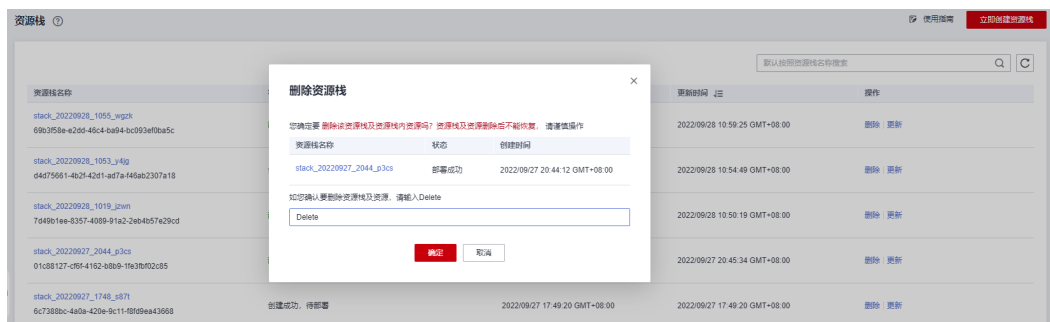 资源栈
使用指南 立即创建资源栈
默认按照资源栈名称搜索
资源栈名称 更新时间 操作
stack_20220928_1055_wgzk
69b3f58e-e2dd-46c4-ba94-bc093ef0ba5c 2022/09/28 10:59:25 GMT+08:00 删除 更新
stack_20220928_1053_y4jg
d4d75661-4b2f-42d1-ad7a-f46ab2307a18 2022/09/28 10:54:49 GMT+08:00 删除 更新
stack_20220928_1019_jzwn
7d49b1ee-8357-4089-91a2-2eb4b57e29cd 2022/09/28 10:50:19 GMT+08:00 删除 更新
stack_20220927_2044_p3cs
01c88127-cf6f-4162-b8b9-1fe3fbf02c85 2022/09/27 20:45:34 GMT+08:00 删除 更新
stack_20220927_1748_s87t
6c7388bc-4a0a-420e-9c11-f8fd9ea43668 创建成功，待部署 2022/09/27 17:49:20 GMT+08:00 2022/09/27 17:49:20 GMT+08:00 删除 更新
删除资源栈
您确定要 删除该资源栈及资源栈内资源吗？资源栈及资源删除后不能恢复， 请谨慎操作
资源栈名称 状态 创建时间
stack_20220927_2044_p3cs 部署成功 2022/09/27 20:44:12 GMT+08:00
如您确认要删除资源栈及资源，请输入Delete
Delete
确定 取消